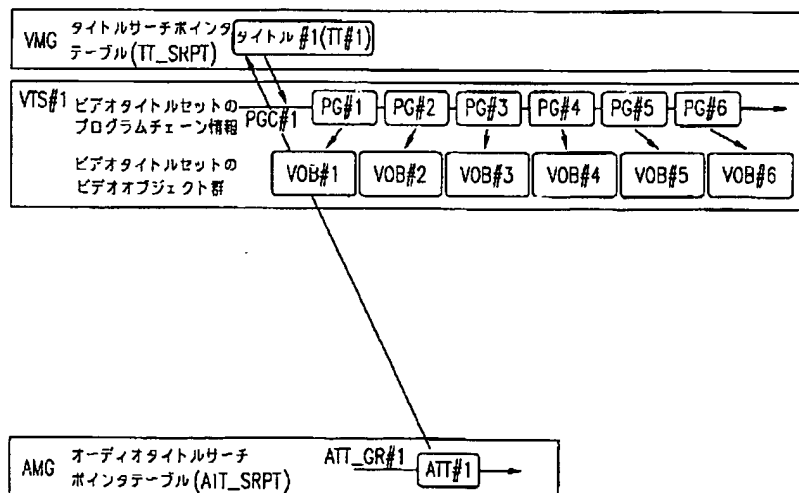 VMG タイトルサーチポインタ
テーブル(TT_SRPT)
タイトル #1(TT#1)
VTS#1 ビデオタイトルセットの
プログラムチェーン情報
PGC#1
PG#1 PG#2 PG#3 PG#4 PG#5 PG#6
ビデオタイトルセットの
ビデオオブジェクト群
VOB#1 VOB#2 VOB#3 VOB#4 VOB#5 VOB#6
AMG オーディオタイトルサーチ
ポインタテーブル(AIT_SRPT)
ATT_GR#1
ATT#1